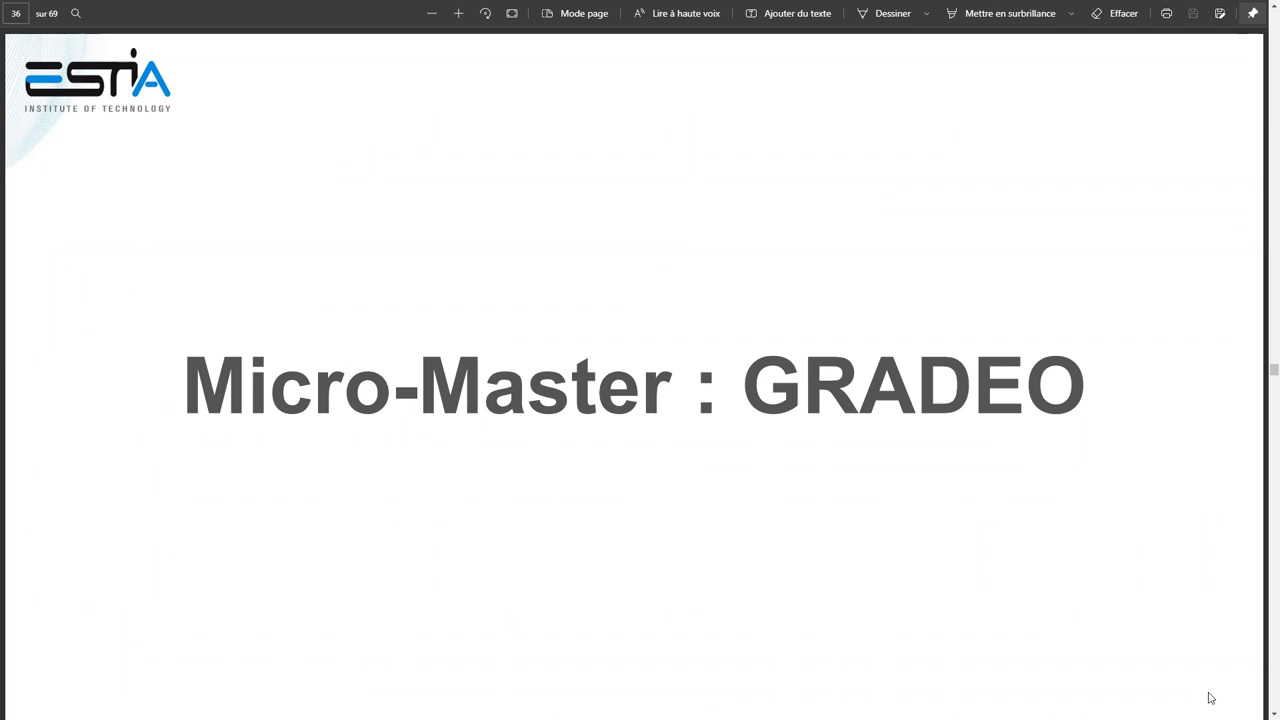 36 sur 69 Mode page Lire à haute voix Ajouter du texte Dessiner Mettre en surbrillance Effacer
ESTIA
INSTITUTE OF TECHNOLOGY
Micro-Master : GRADEO